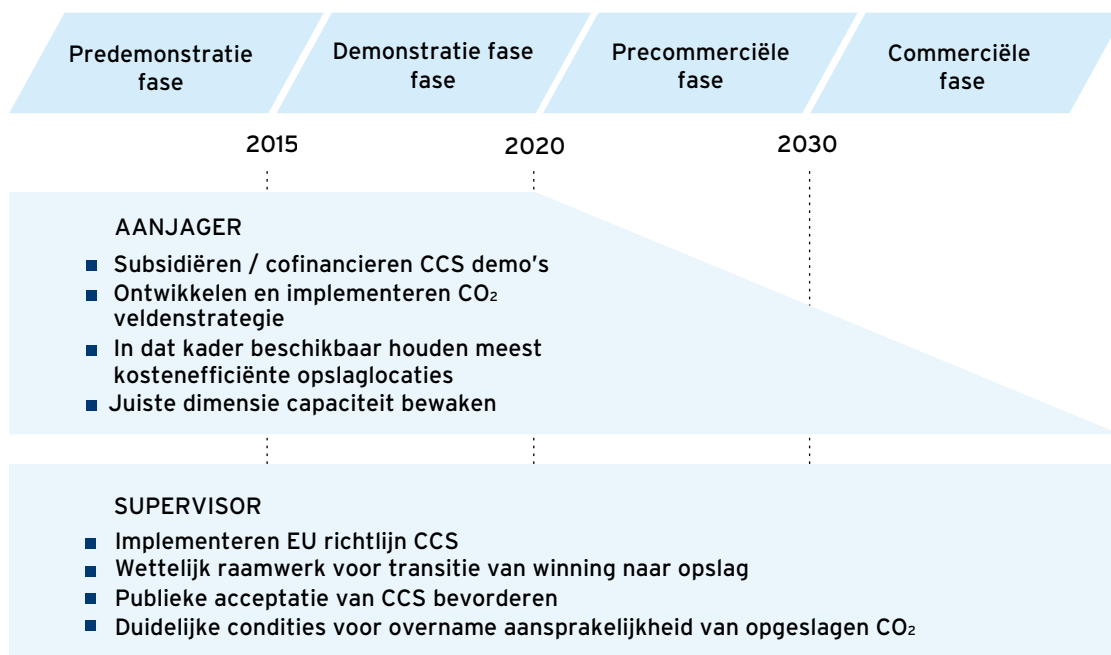 Predemonstratie
fase
Demonstratie fase
fase
Precommerciële
fase
Commerciële
fase
2015
2020
2030
AANJAGER
■ Subsidiëren / cofinancieren CCS demo's
■ Ontwikkelen en implementeren CO₂
veldenstrategie
■ In dat kader beschikbaar houden meest
kostenefficiënte opslaglocaties
■ Juiste dimensie capaciteit bewaken
SUPERVISOR
■ Implementeren EU richtlijn CCS
■ Wettelijk raamwerk voor transitie van winning naar opslag
■ Publieke acceptatie van CCS bevorderen
■ Duidelijke condities voor overname aansprakelijkheid van opgeslagen CO₂